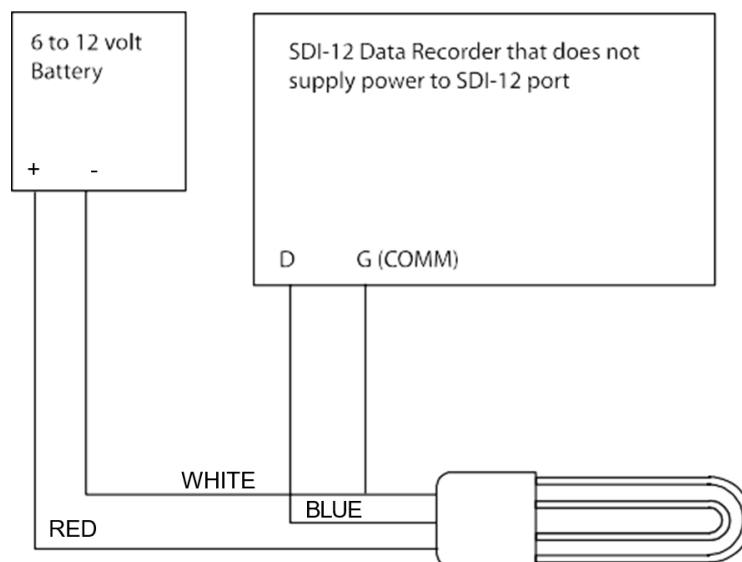 6 to 12 volt
Battery
+ -
SDI-12 Data Recorder that does not
supply power to SDI-12 port
D G (COMM)
WHITE
BLUE
RED